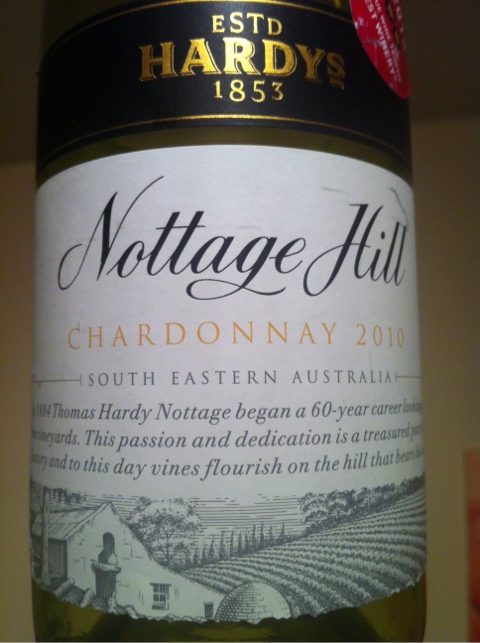 ESTD
HARDYS
1853
Nottage Hill
CHARDONNAY 2010
SOUTH EASTERN AUSTRALIA
Thomas Hardy Nottage began a 60-year career
vineyards. This passion and dedication is a treasured
and to this day vines flourish on the hill that bears